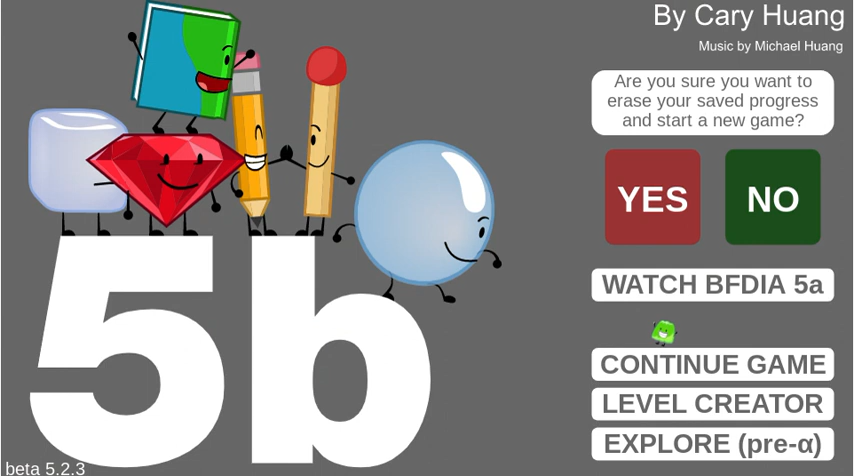 By Cary Huang
Music by Michael Huang
Are you sure you want to
erase your saved progress
and start a new game?
YES NO
WATCH BFDIA 5a
CONTINUE GAME
LEVEL CREATOR
EXPLORE (pre-α)
5b
beta 5.2.3